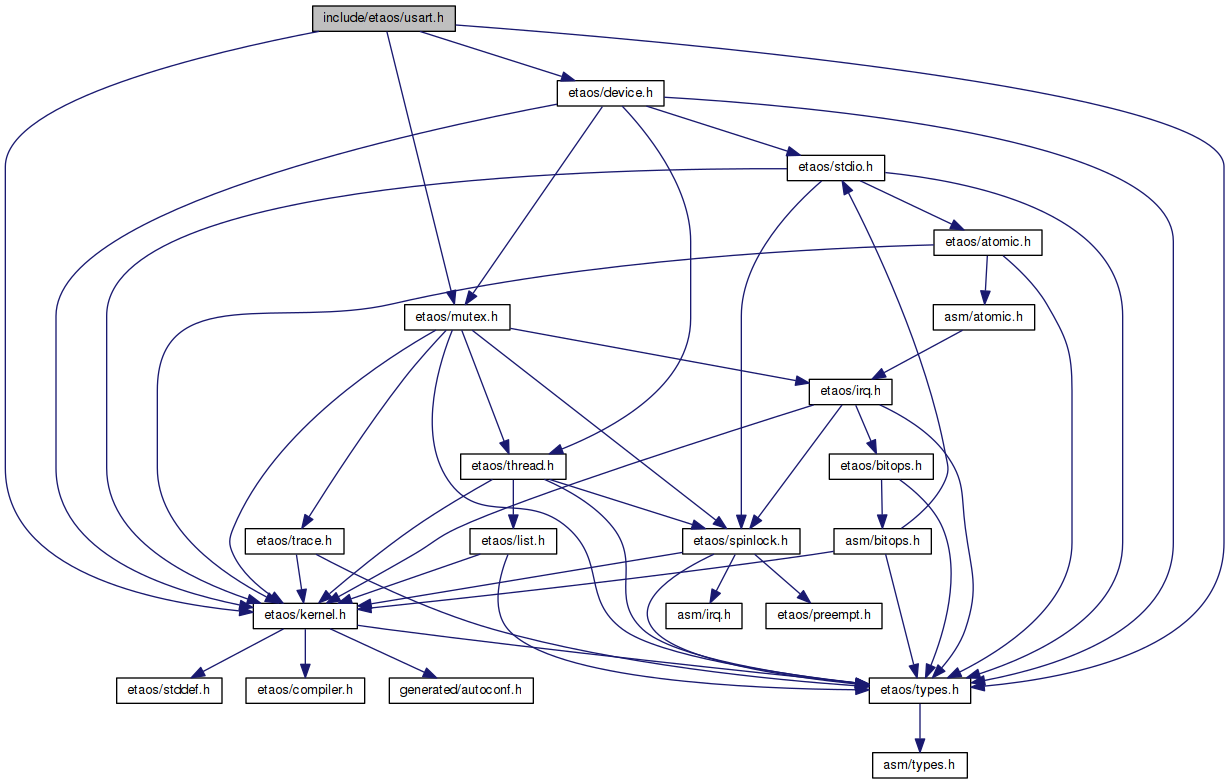 include/etaos/usart.h
etaos/device.h
etaos/stdio.h
etaos/atomic.h
etaos/mutex.h
asm/atomic.h
etaos/irq.h
etaos/thread.h
etaos/bitops.h
etaos/trace.h
etaos/list.h
etaos/spinlock.h
asm/bitops.h
etaos/kernel.h
asm/irq.h
etaos/preempt.h
etaos/stddef.h
etaos/compiler.h
generated/autoconf.h
etaos/types.h
asm/types.h